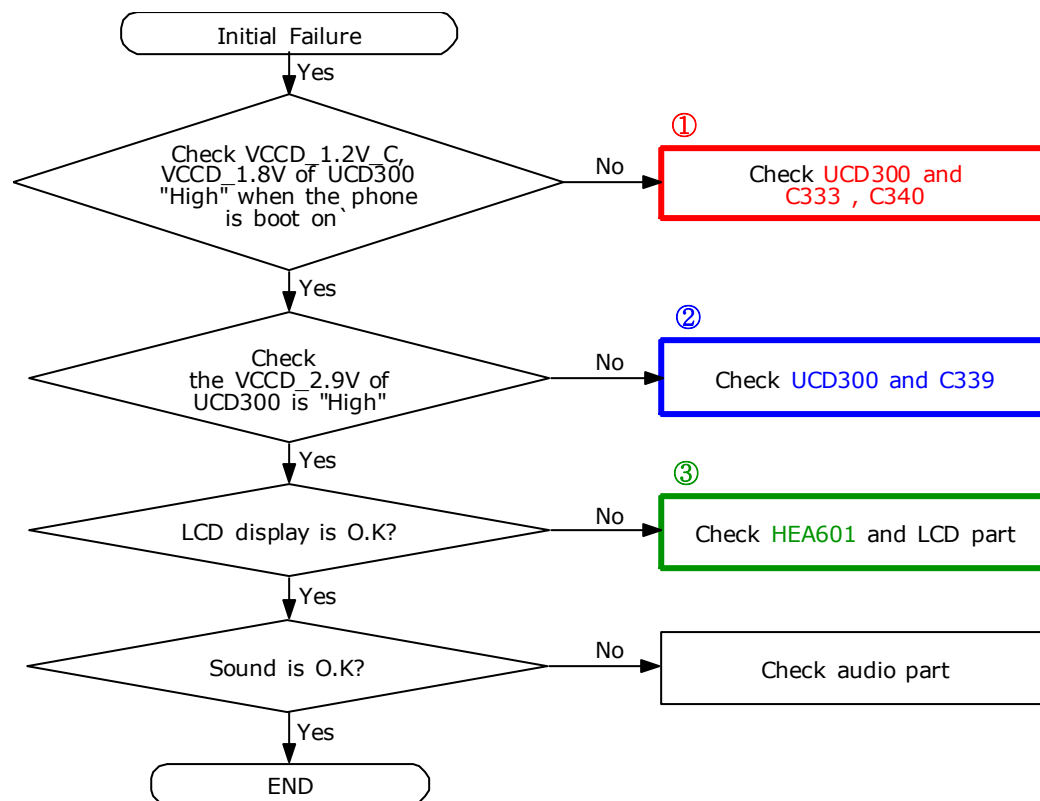 Initial Failure
Yes
Check VCCD_1.2V_C,
VCCD_1.8V of UCD300
"High" when the phone
is boot on`
No
①
Check UCD300 and
C333 , C340
Yes
Check
the VCCD_2.9V of
UCD300 is "High"
No
②
Check UCD300 and C339
Yes
LCD display is O.K?
No
③
Check HEA601 and LCD part
Yes
Sound is O.K?
No
Check audio part
Yes
END